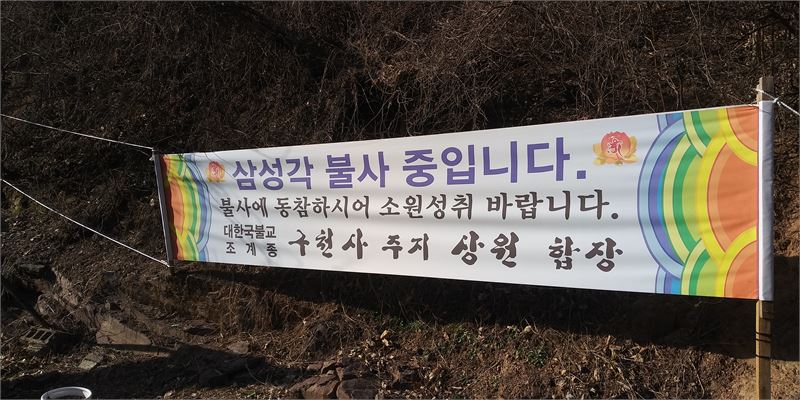 삼성각 불사 중입니다.
불사에 동참하시어 소원성취 바랍니다.
대한국불교
조계종 구천사 주지 상원 합장